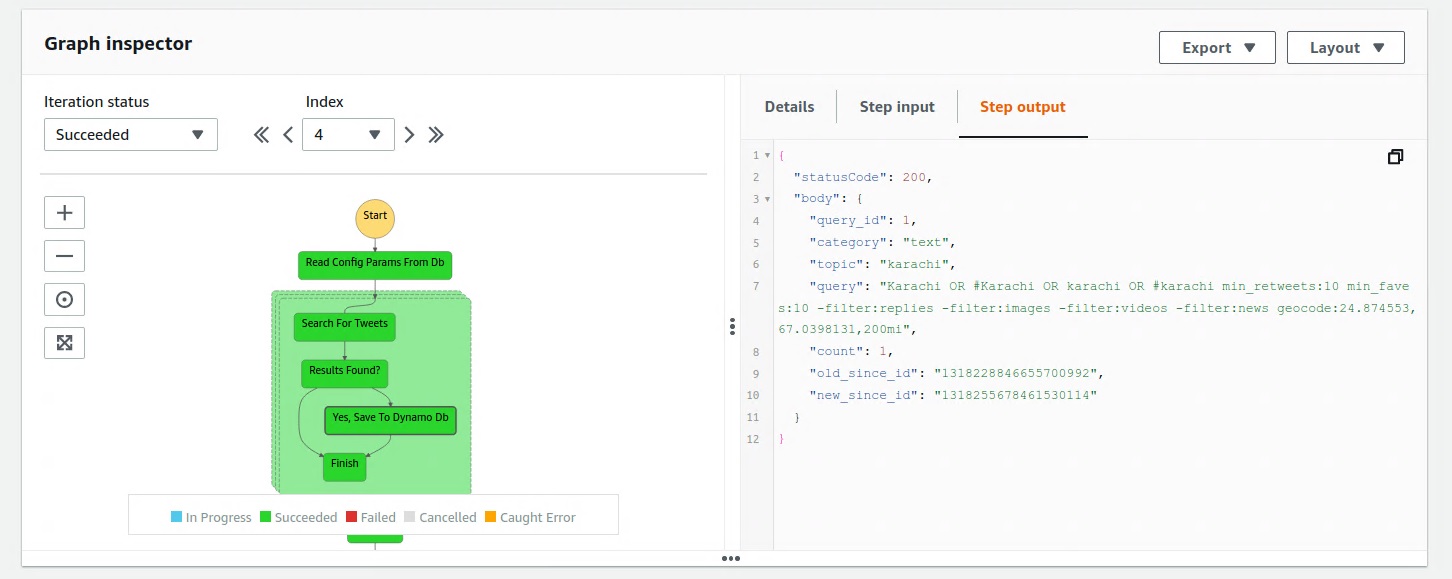 Graph inspector
Export
Layout
Iteration status
Index
Succeeded
4
Details
Step input
Step output
Start
Read Config Params From Db
Search For Tweets
Results Found?
Yes, Save To Dynamo Db
Finish
In Progress
Succeeded
Failed
Cancelled
Caught Error
1 {
2 "statusCode": 200,
3 "body": {
4 "query_id": 1,
5 "category": "text",
6 "topic": "karachi",
7 "query": "Karachi OR #Karachi OR karachi OR #karachi min_retweets:10 min_fave
s:10 -filter:replies -filter:images -filter:videos -filter:news geocode:24.874553,
67.0398131,200mi",
8 "count": 1,
9 "old_since_id": "1318228846655700992",
10 "new_since_id": "1318255678461530114"
11 }
12 }